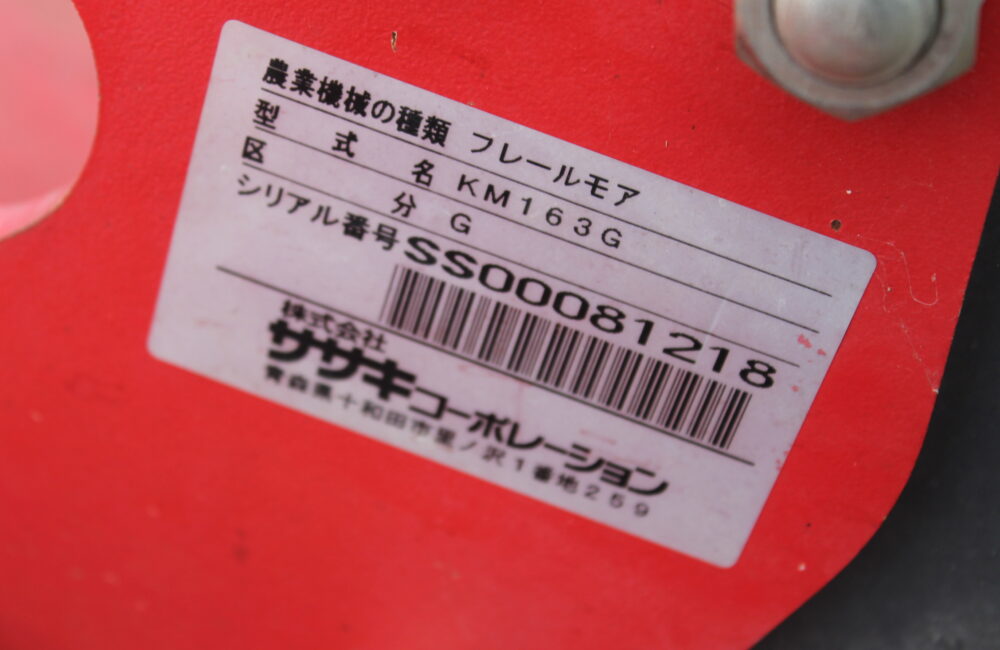 農業機械の種類 フレールモア
型式名 KM163G
区分 G
シリアル番号 SS00081218
株式会社
ササキコーポレーション
青森県十和田市里ノ沢1番地259